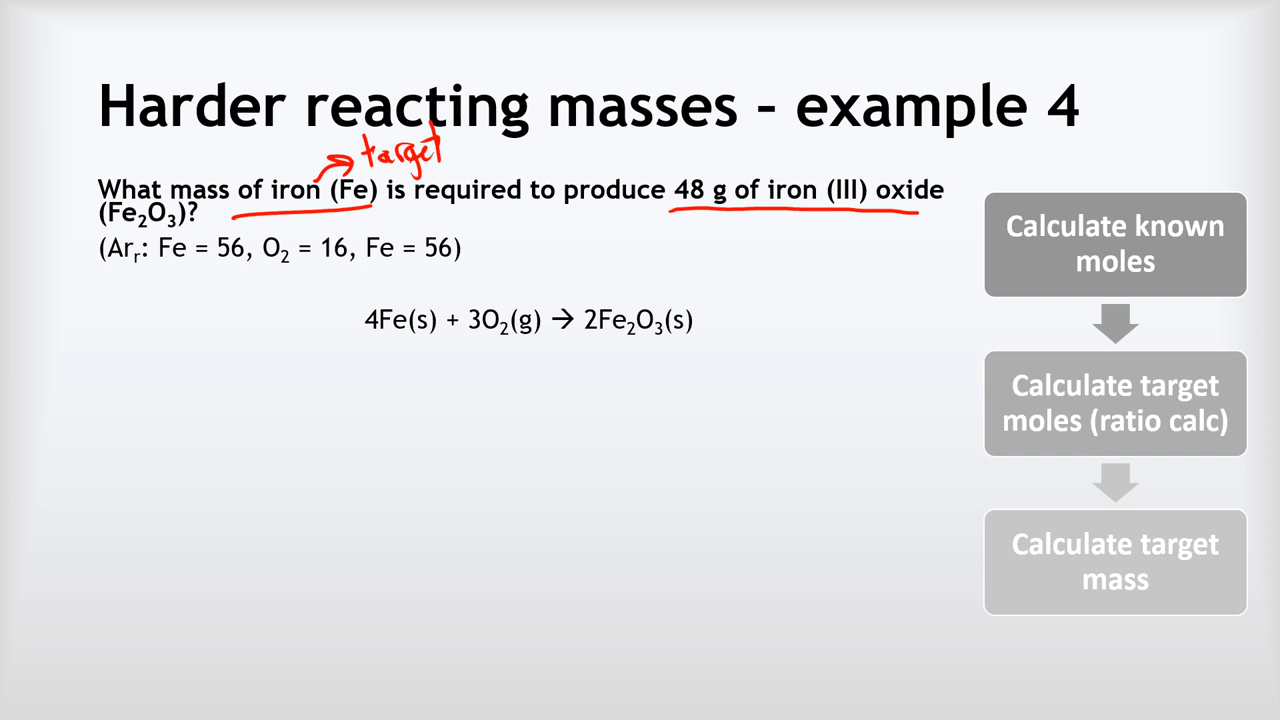 Harder reacting masses – example 4
target
What mass of iron (Fe) is required to produce 48 g of iron (III) oxide
(Fe₂O₃)?
(Arᵣ: Fe = 56, O₂ = 16, Fe = 56)
4Fe(s) + 3O₂(g) → 2Fe₂O₃(s)
Calculate known
moles
Calculate target
moles (ratio calc)
Calculate target
mass